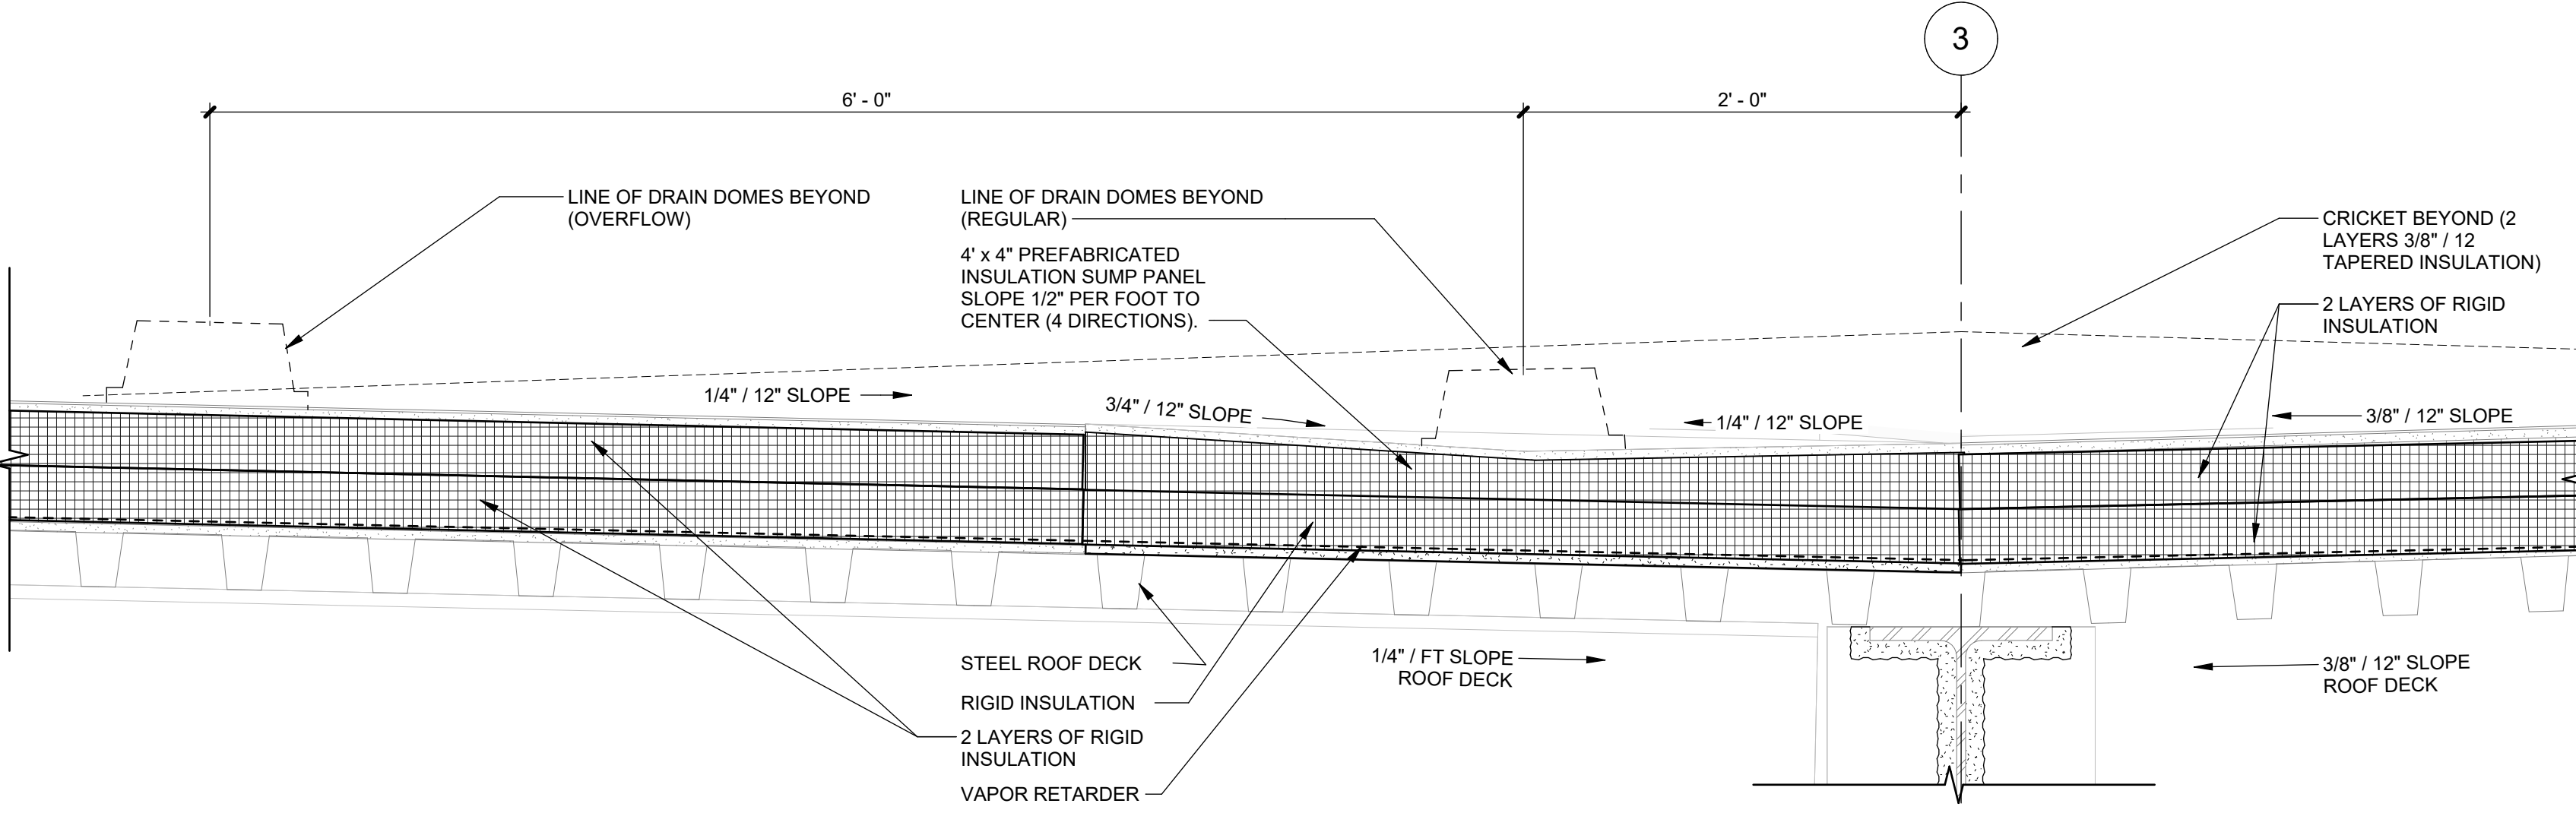 3
6' - 0"
2' - 0"
LINE OF DRAIN DOMES BEYOND
(OVERFLOW)
LINE OF DRAIN DOMES BEYOND
(REGULAR)
4' x 4" PREFABRICATED
INSULATION SUMP PANEL
SLOPE 1/2" PER FOOT TO
CENTER (4 DIRECTIONS).
CRICKET BEYOND (2
LAYERS 3/8" / 12
TAPERED INSULATION)
2 LAYERS OF RIGID
INSULATION
1/4" / 12" SLOPE
3/4" / 12" SLOPE
1/4" / 12" SLOPE
3/8" / 12" SLOPE
STEEL ROOF DECK
RIGID INSULATION
2 LAYERS OF RIGID
INSULATION
VAPOR RETARDER
1/4" / FT SLOPE
ROOF DECK
3/8" / 12" SLOPE
ROOF DECK